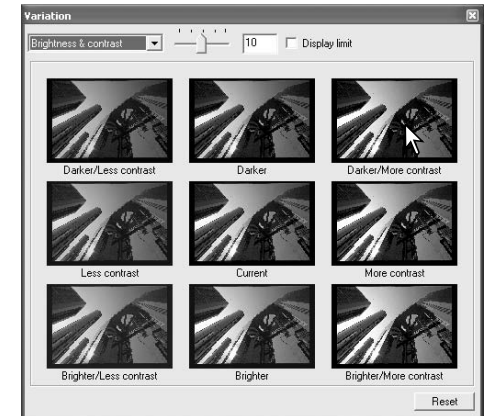 Variation
Brightness & contrast 10 Display limit
Darker/Less contrast Darker Darker/More contrast
Less contrast Current More contrast
Brighter/Less contrast Brighter Brighter/More contrast
Reset